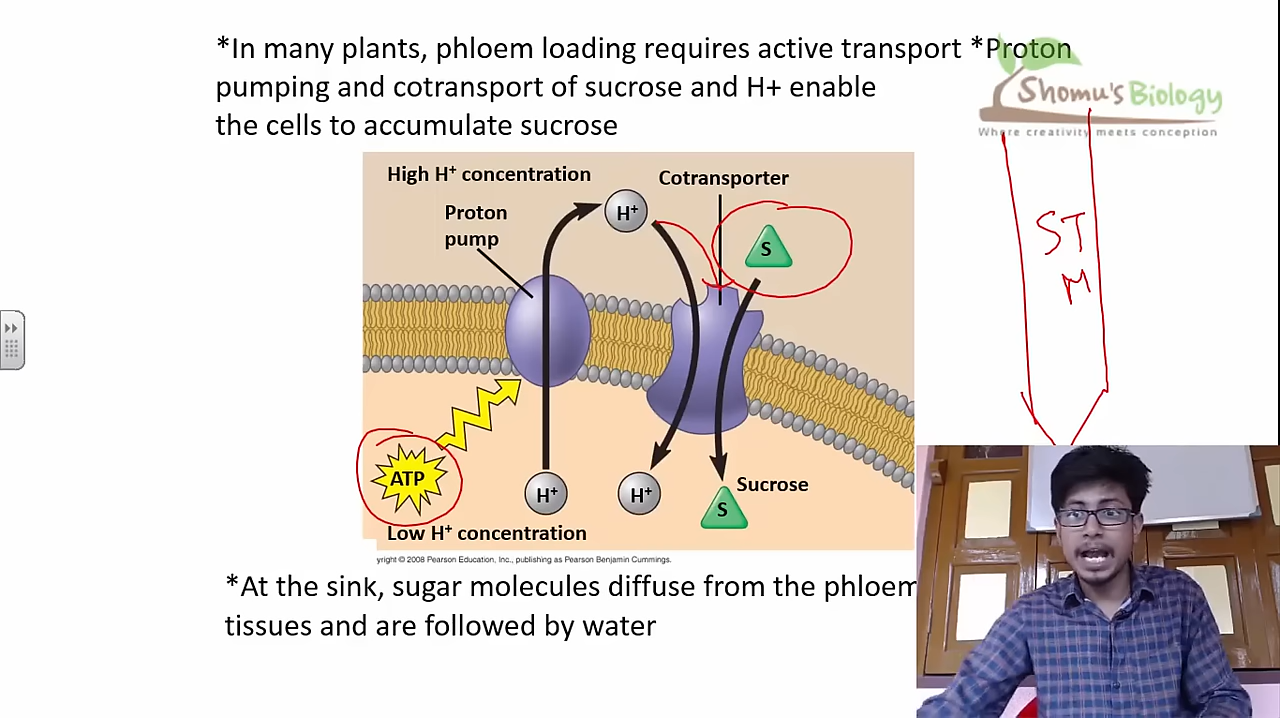 *In many plants, phloem loading requires active transport *Proton
pumping and cotransport of sucrose and H+ enable
the cells to accumulate sucrose
Shomu's Biology
Where creativity meets conception
High H⁺ concentration
Cotransporter
Proton
pump
H⁺
S
ST
M
ATP
H⁺
H⁺
S
Sucrose
Low H⁺ concentration
yright © 2008 Pearson Education, Inc., publishing as Pearson Benjamin Cummings.
*At the sink, sugar molecules diffuse from the phloem
tissues and are followed by water